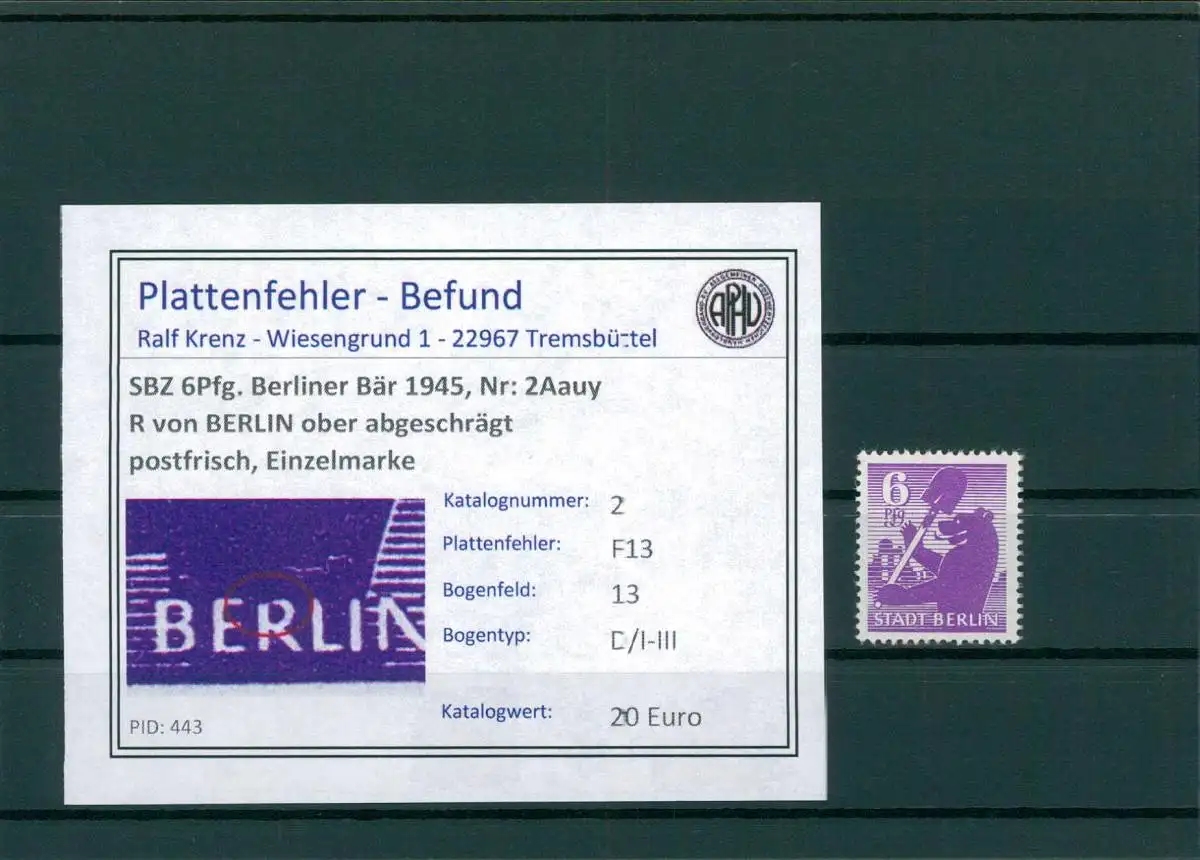 Plattenfehler - Befund
Ralf Krenz - Wiesengrund 1 - 22967 Tremsbüttel
APHV
SBZ 6Pfg. Berliner Bär 1945, Nr: 2Aauy
R von BERLIN ober abgeschrägt
postfrisch, Einzelmarke
BERLIN
Katalognummer: 2
Plattenfehler: F13
Bogenfeld: 13
Bogentyp: D/I-III
Katalogwert: 20 Euro
PID: 443
6
Pfg.
STADT BERLIN